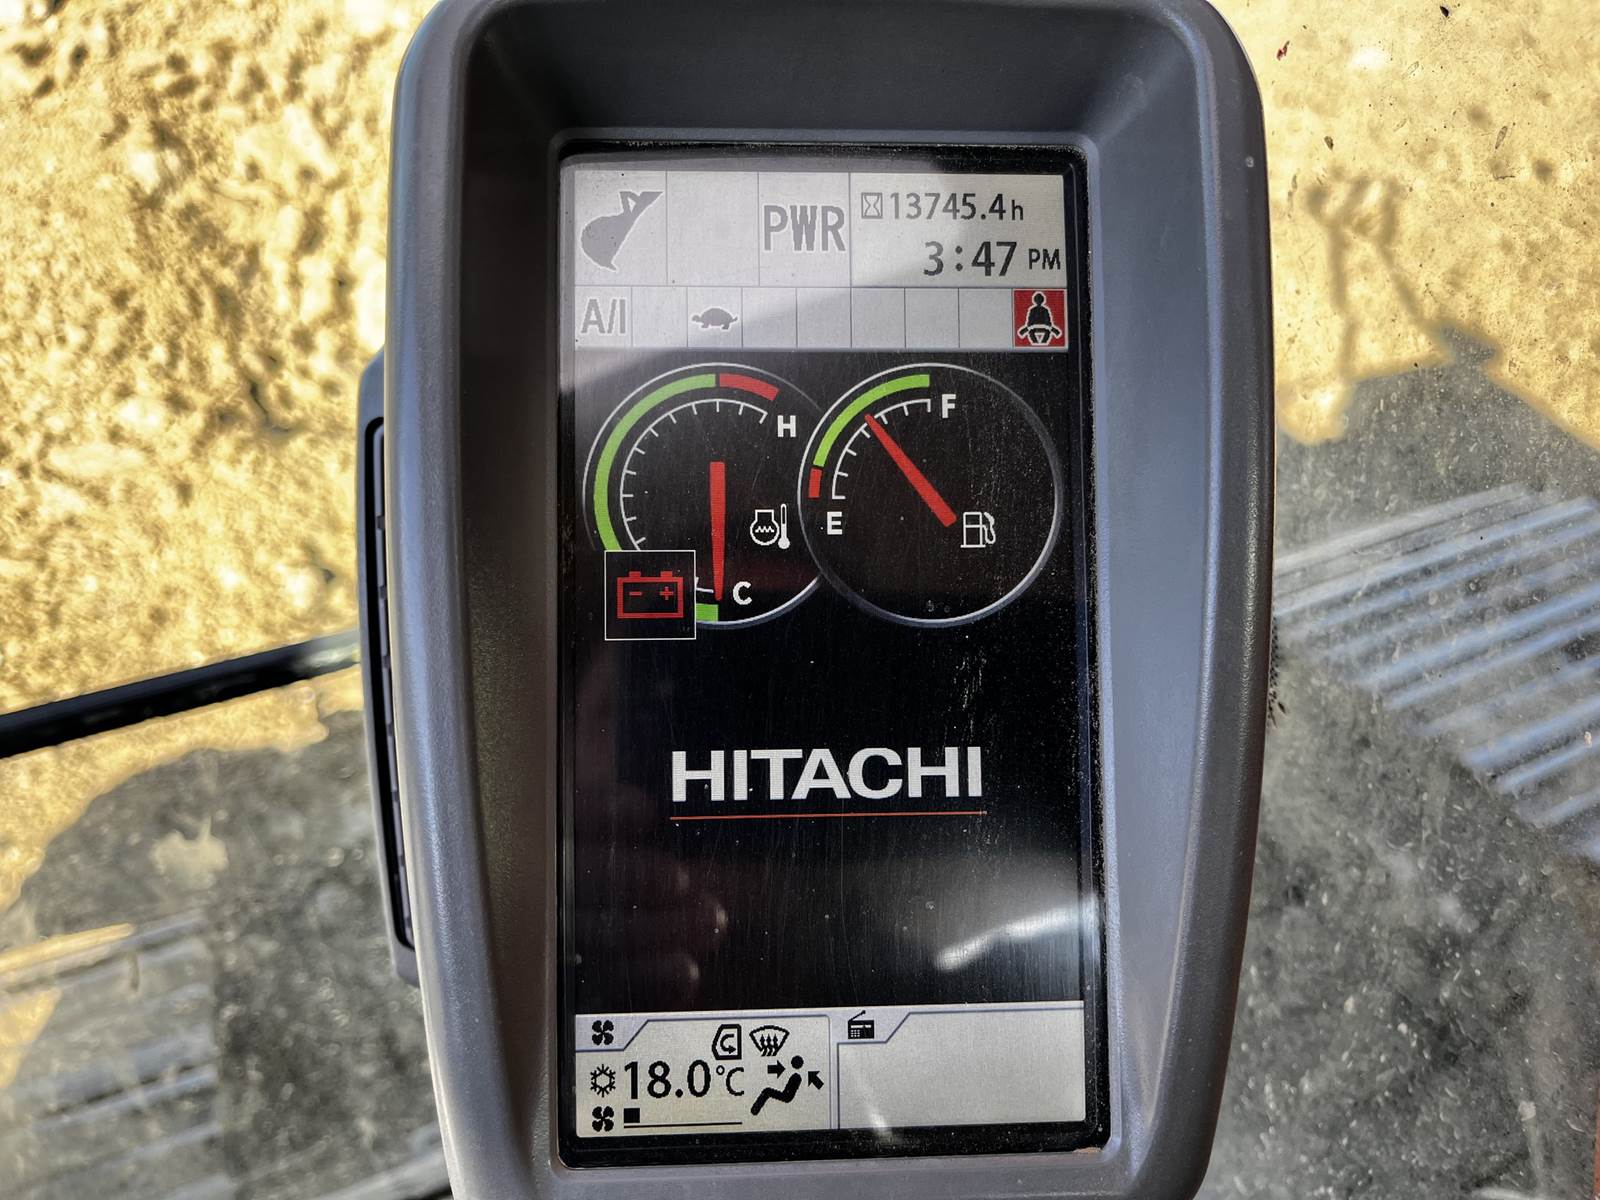 PWR
13745.4h
3:47 PM
A/I
H
F
E
C
- +
HITACHI
18.0°C